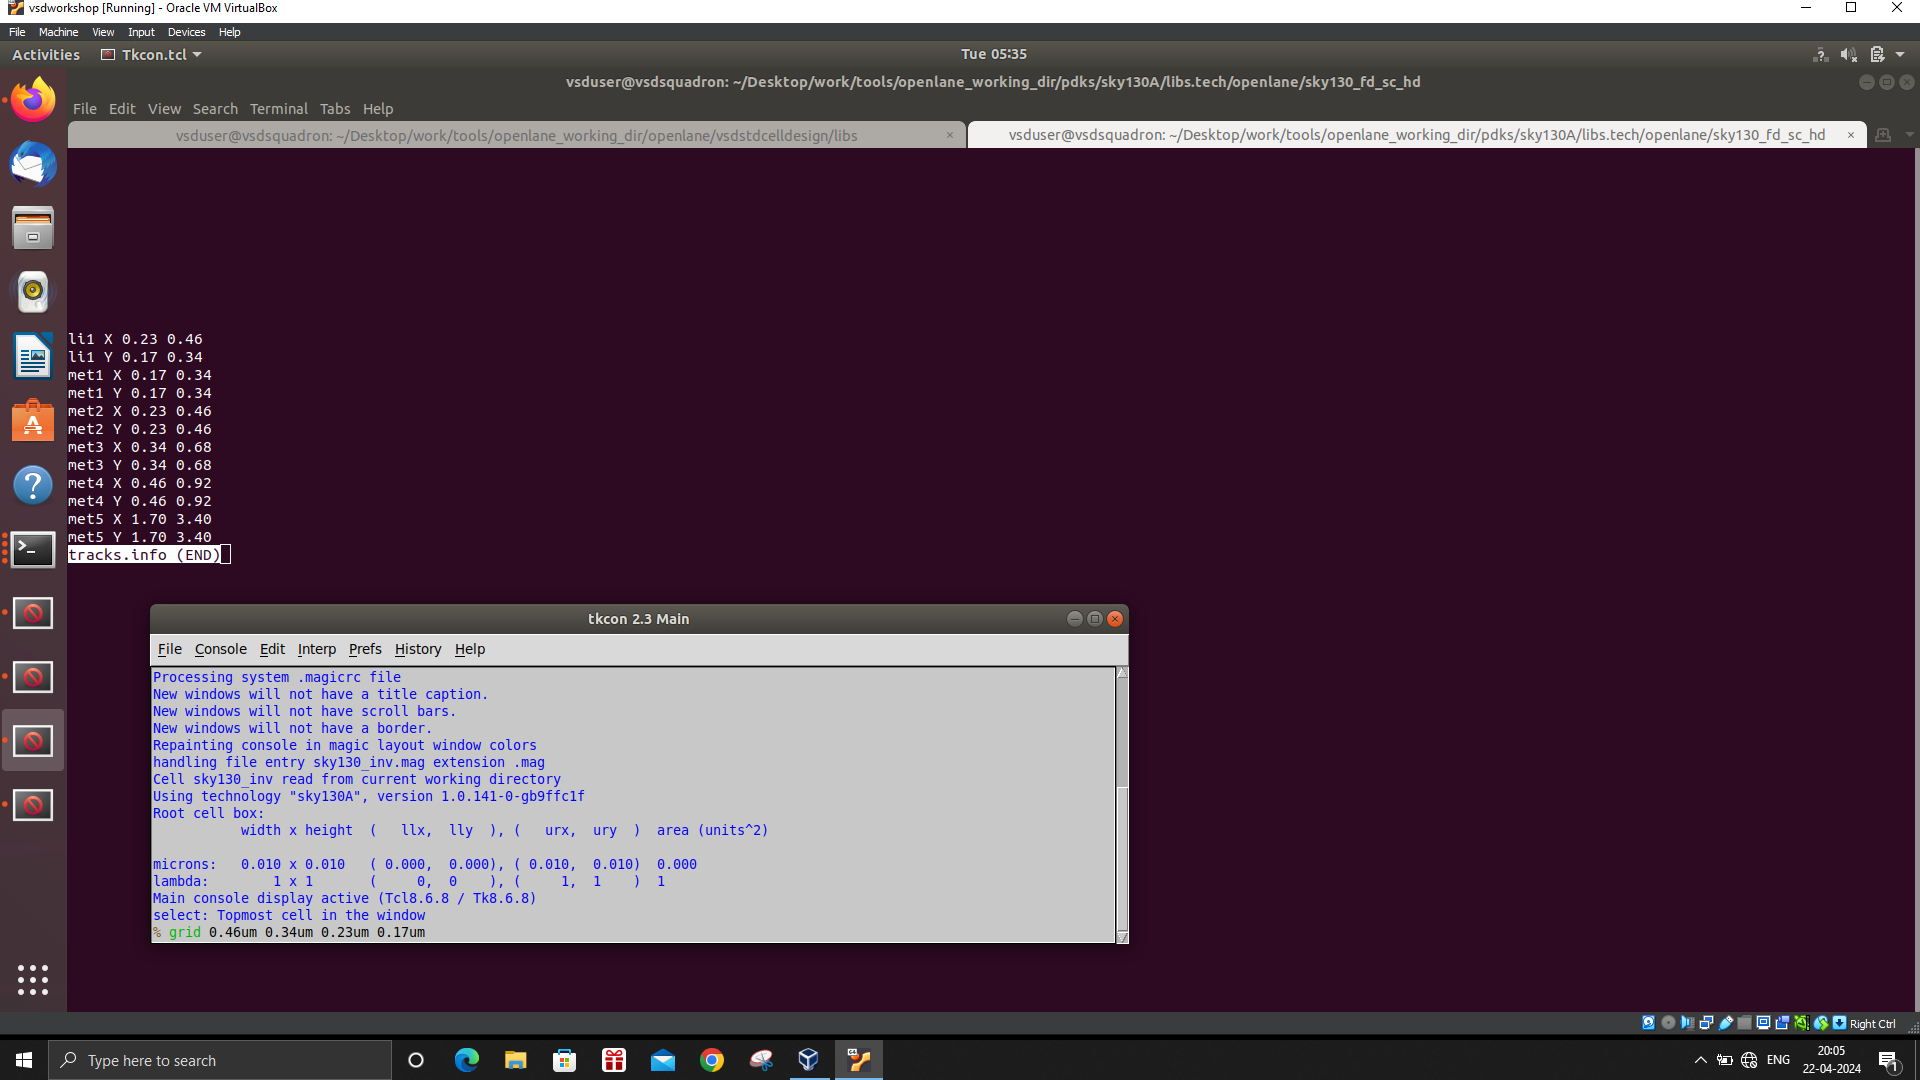 vsdworkshop [Running] - Oracle VM VirtualBox
File Machine View Input Devices Help
Activities Tkcon.tcl Tue 05:35
vsduser@vsdsquadron: ~/Desktop/work/tools/openlane_working_dir/pdks/sky130A/libs.tech/openlane/sky130_fd_sc_hd
File Edit View Search Terminal Tabs Help
vsduser@vsdsquadron: ~/Desktop/work/tools/openlane_working_dir/openlane/vsdstdcelldesign/libs × vsduser@vsdsquadron: ~/Desktop/work/tools/openlane_working_dir/pdks/sky130A/libs.tech/openlane/sky130_fd_sc_hd ×
li1 X 0.23 0.46
li1 Y 0.17 0.34
met1 X 0.17 0.34
met1 Y 0.17 0.34
met2 X 0.23 0.46
met2 Y 0.23 0.46
met3 X 0.34 0.68
met3 Y 0.34 0.68
met4 X 0.46 0.92
met4 Y 0.46 0.92
met5 X 1.70 3.40
met5 Y 1.70 3.40
tracks.info (END)
tkcon 2.3 Main
File Console Edit Interp Prefs History Help
Processing system .magicrc file
New windows will not have a title caption.
New windows will not have scroll bars.
New windows will not have a border.
Repainting console in magic layout window colors
handling file entry sky130_inv.mag extension .mag
Cell sky130_inv read from current working directory
Using technology "sky130A", version 1.0.141-0-gb9ffc1f
Root cell box:
width x height ( llx, lly ), ( urx, ury ) area (units^2)
microns: 0.010 x 0.010 ( 0.000, 0.000), ( 0.010, 0.010) 0.000
lambda: 1 x 1 ( 0, 0 ), ( 1, 1 ) 1
Main console display active (Tcl8.6.8 / Tk8.6.8)
select: Topmost cell in the window
% grid 0.46um 0.34um 0.23um 0.17um
Right Ctrl
Type here to search
ENG
20:05
22-04-2024
1